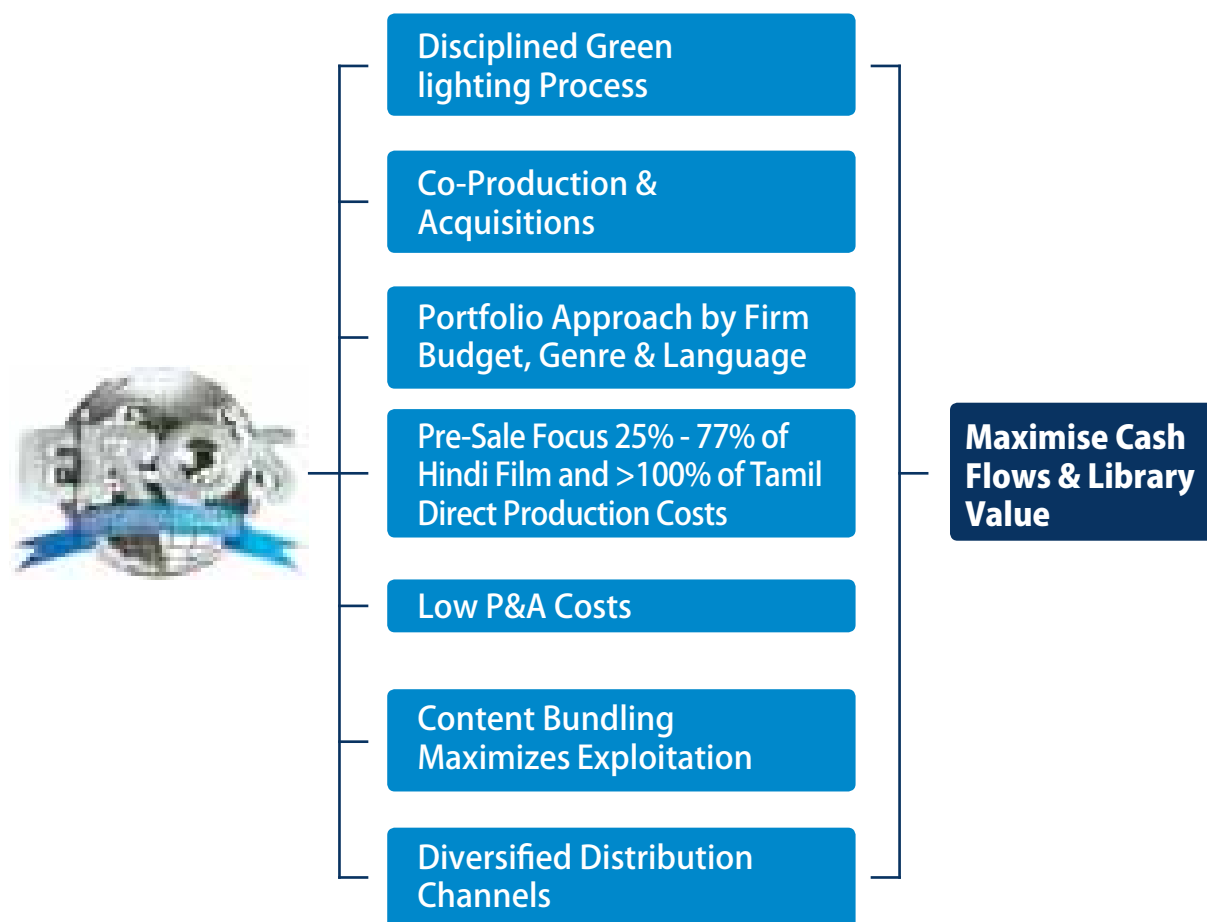 Disciplined Green
lighting Process
Co-Production &
Acquisitions
Portfolio Approach by Firm
Budget, Genre & Language
EROS
Pre-Sale Focus 25% - 77% of
Hindi Film and >100% of Tamil
Direct Production Costs
Maximise Cash
Flows & Library
Value
Low P&A Costs
Content Bundling
Maximizes Exploitation
Diversified Distribution
Channels